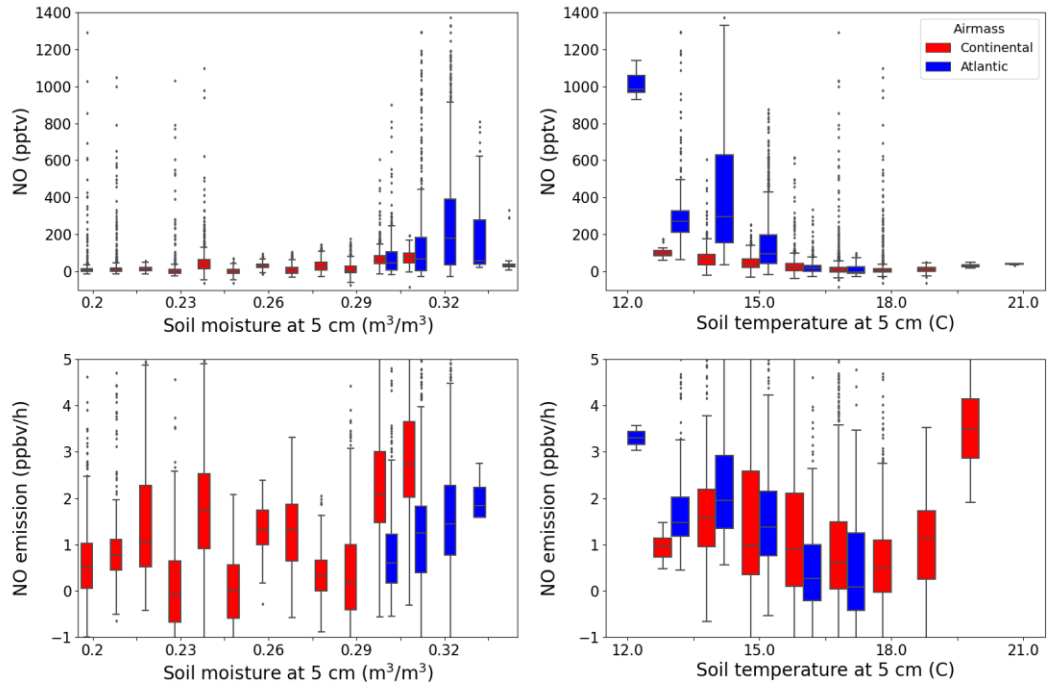 1400
1200
1000
800
600
400
200
0
NO (pptv)
0.2 0.23 0.26 0.29 0.32
Soil moisture at 5 cm (m³/m³)
1400
1200
1000
800
600
400
200
0
NO (pptv)
Airmass
Continental
Atlantic
12.0 15.0 18.0 21.0
Soil temperature at 5 cm (C)
5
4
3
2
1
0
−1
NO emission (ppbv/h)
0.2 0.23 0.26 0.29 0.32
Soil moisture at 5 cm (m³/m³)
5
4
3
2
1
0
−1
NO emission (ppbv/h)
12.0 15.0 18.0 21.0
Soil temperature at 5 cm (C)